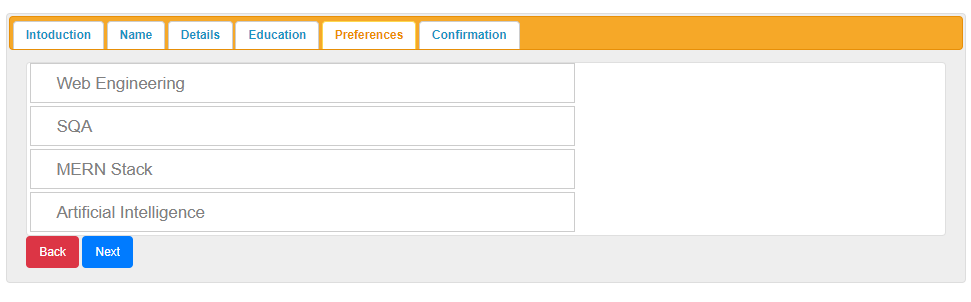 Intoduction Name Details Education Preferences Confirmation
Web Engineering
SQA
MERN Stack
Artificial Intelligence
Back Next